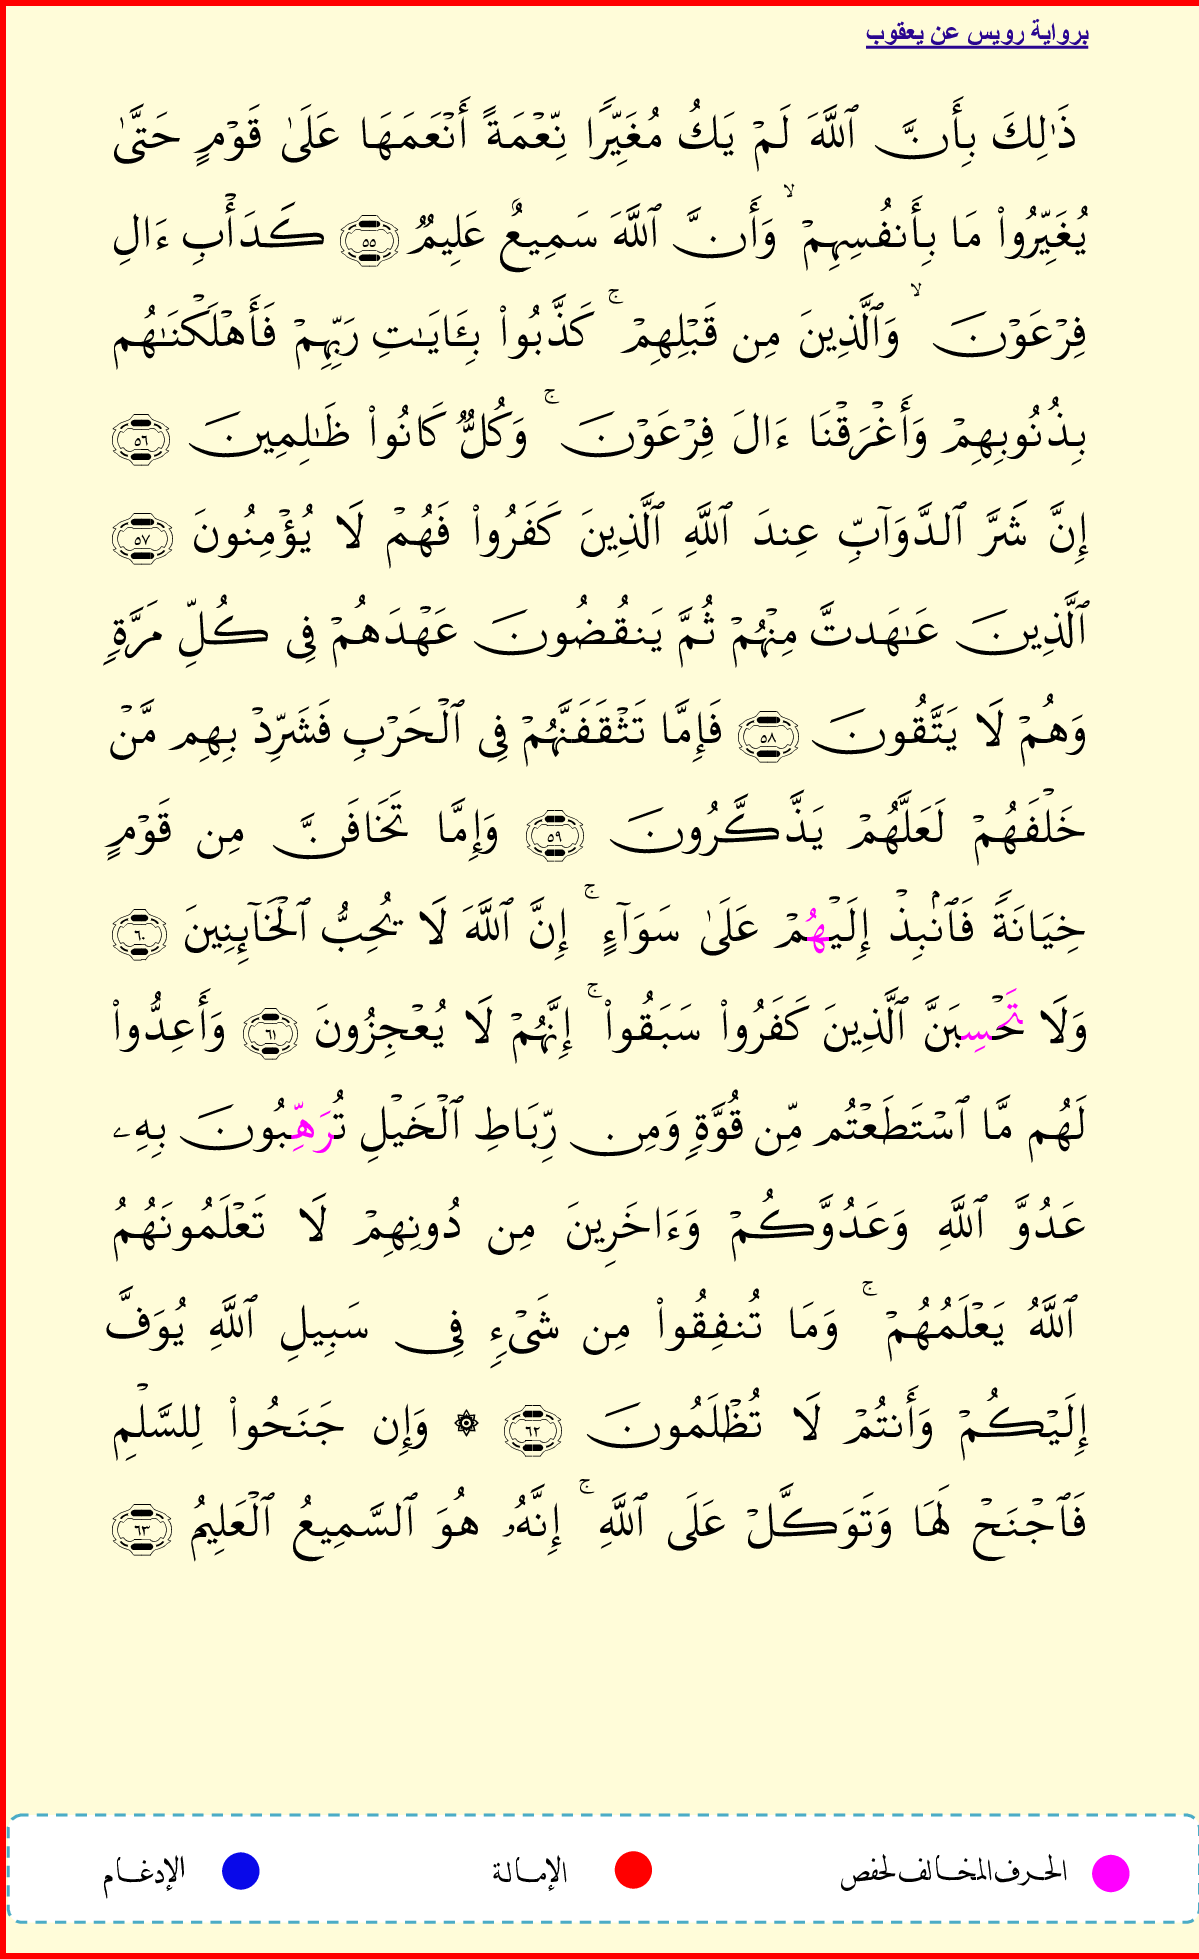 برواية رويس عن يعقوب
ذَٰلِكَ بِأَنَّ ٱللَّهَ لَمۡ يَكُ مُغَيِّرًا نِّعۡمَةً أَنۡعَمَهَا عَلَىٰ قَوۡمٍ حَتَّىٰ
يُغَيِّرُواْ مَا بِأَنفُسِهِمۡ ۙ وَأَنَّ ٱللَّهَ سَمِيعٌ عَلِيمٌ ٥٥ كَدَأۡبِ ءَالِ
فِرۡعَوۡنَ ۙ وَٱلَّذِينَ مِن قَبۡلِهِمۡ ۚ كَذَّبُواْ بِـَٔايَٰتِ رَبِّهِمۡ فَأَهۡلَكۡنَٰهُم
بِذُنُوبِهِمۡ وَأَغۡرَقۡنَا ءَالَ فِرۡعَوۡنَ ۚ وَكُلٌّ كَانُواْ ظَٰلِمِينَ ٥٦
إِنَّ شَرَّ ٱلدَّوَآبِّ عِندَ ٱللَّهِ ٱلَّذِينَ كَفَرُواْ فَهُمۡ لَا يُؤۡمِنُونَ ٥٧
ٱلَّذِينَ عَٰهَدتَّ مِنۡهُمۡ ثُمَّ يَنقُضُونَ عَهۡدَهُمۡ فِي كُلِّ مَرَّةٍ
وَهُمۡ لَا يَتَّقُونَ ٥٨ فَإِمَّا تَثۡقَفَنَّهُمۡ فِي ٱلۡحَرۡبِ فَشَرِّدۡ بِهِم مَّنۡ
خَلۡفَهُمۡ لَعَلَّهُمۡ يَذَّكَّرُونَ ٥٩ وَإِمَّا تَخَافَنَّ مِن قَوۡمٍ
خِيَانَةً فَٱنۢبِذۡ إِلَيۡهُمۡ عَلَىٰ سَوَآءٍ ۚ إِنَّ ٱللَّهَ لَا يُحِبُّ ٱلۡخَآئِنِينَ ٦٠
وَلَا تَحۡسِبَنَّ ٱلَّذِينَ كَفَرُواْ سَبَقُواْ ۚ إِنَّهُمۡ لَا يُعۡجِزُونَ ٦١ وَأَعِدُّواْ
لَهُم مَّا ٱسۡتَطَعۡتُم مِّن قُوَّةٍ وَمِن رِّبَاطِ ٱلۡخَيۡلِ تُرَهِّبُونَ بِهِۦ
عَدُوَّ ٱللَّهِ وَعَدُوَّكُمۡ وَءَاخَرِينَ مِن دُونِهِمۡ لَا تَعۡلَمُونَهُمُ
ٱللَّهُ يَعۡلَمُهُمۡ ۚ وَمَا تُنفِقُواْ مِن شَيۡءٍ فِي سَبِيلِ ٱللَّهِ يُوَفَّ
إِلَيۡكُمۡ وَأَنتُمۡ لَا تُظۡلَمُونَ ٦٢ ۞ وَإِن جَنَحُواْ لِلسَّلۡمِ
فَٱجۡنَحۡ لَهَا وَتَوَكَّلۡ عَلَى ٱللَّهِ ۚ إِنَّهُۥ هُوَ ٱلسَّمِيعُ ٱلۡعَلِيمُ ٦٣
الحرف المخالف لحفص الإمالة الإدغام